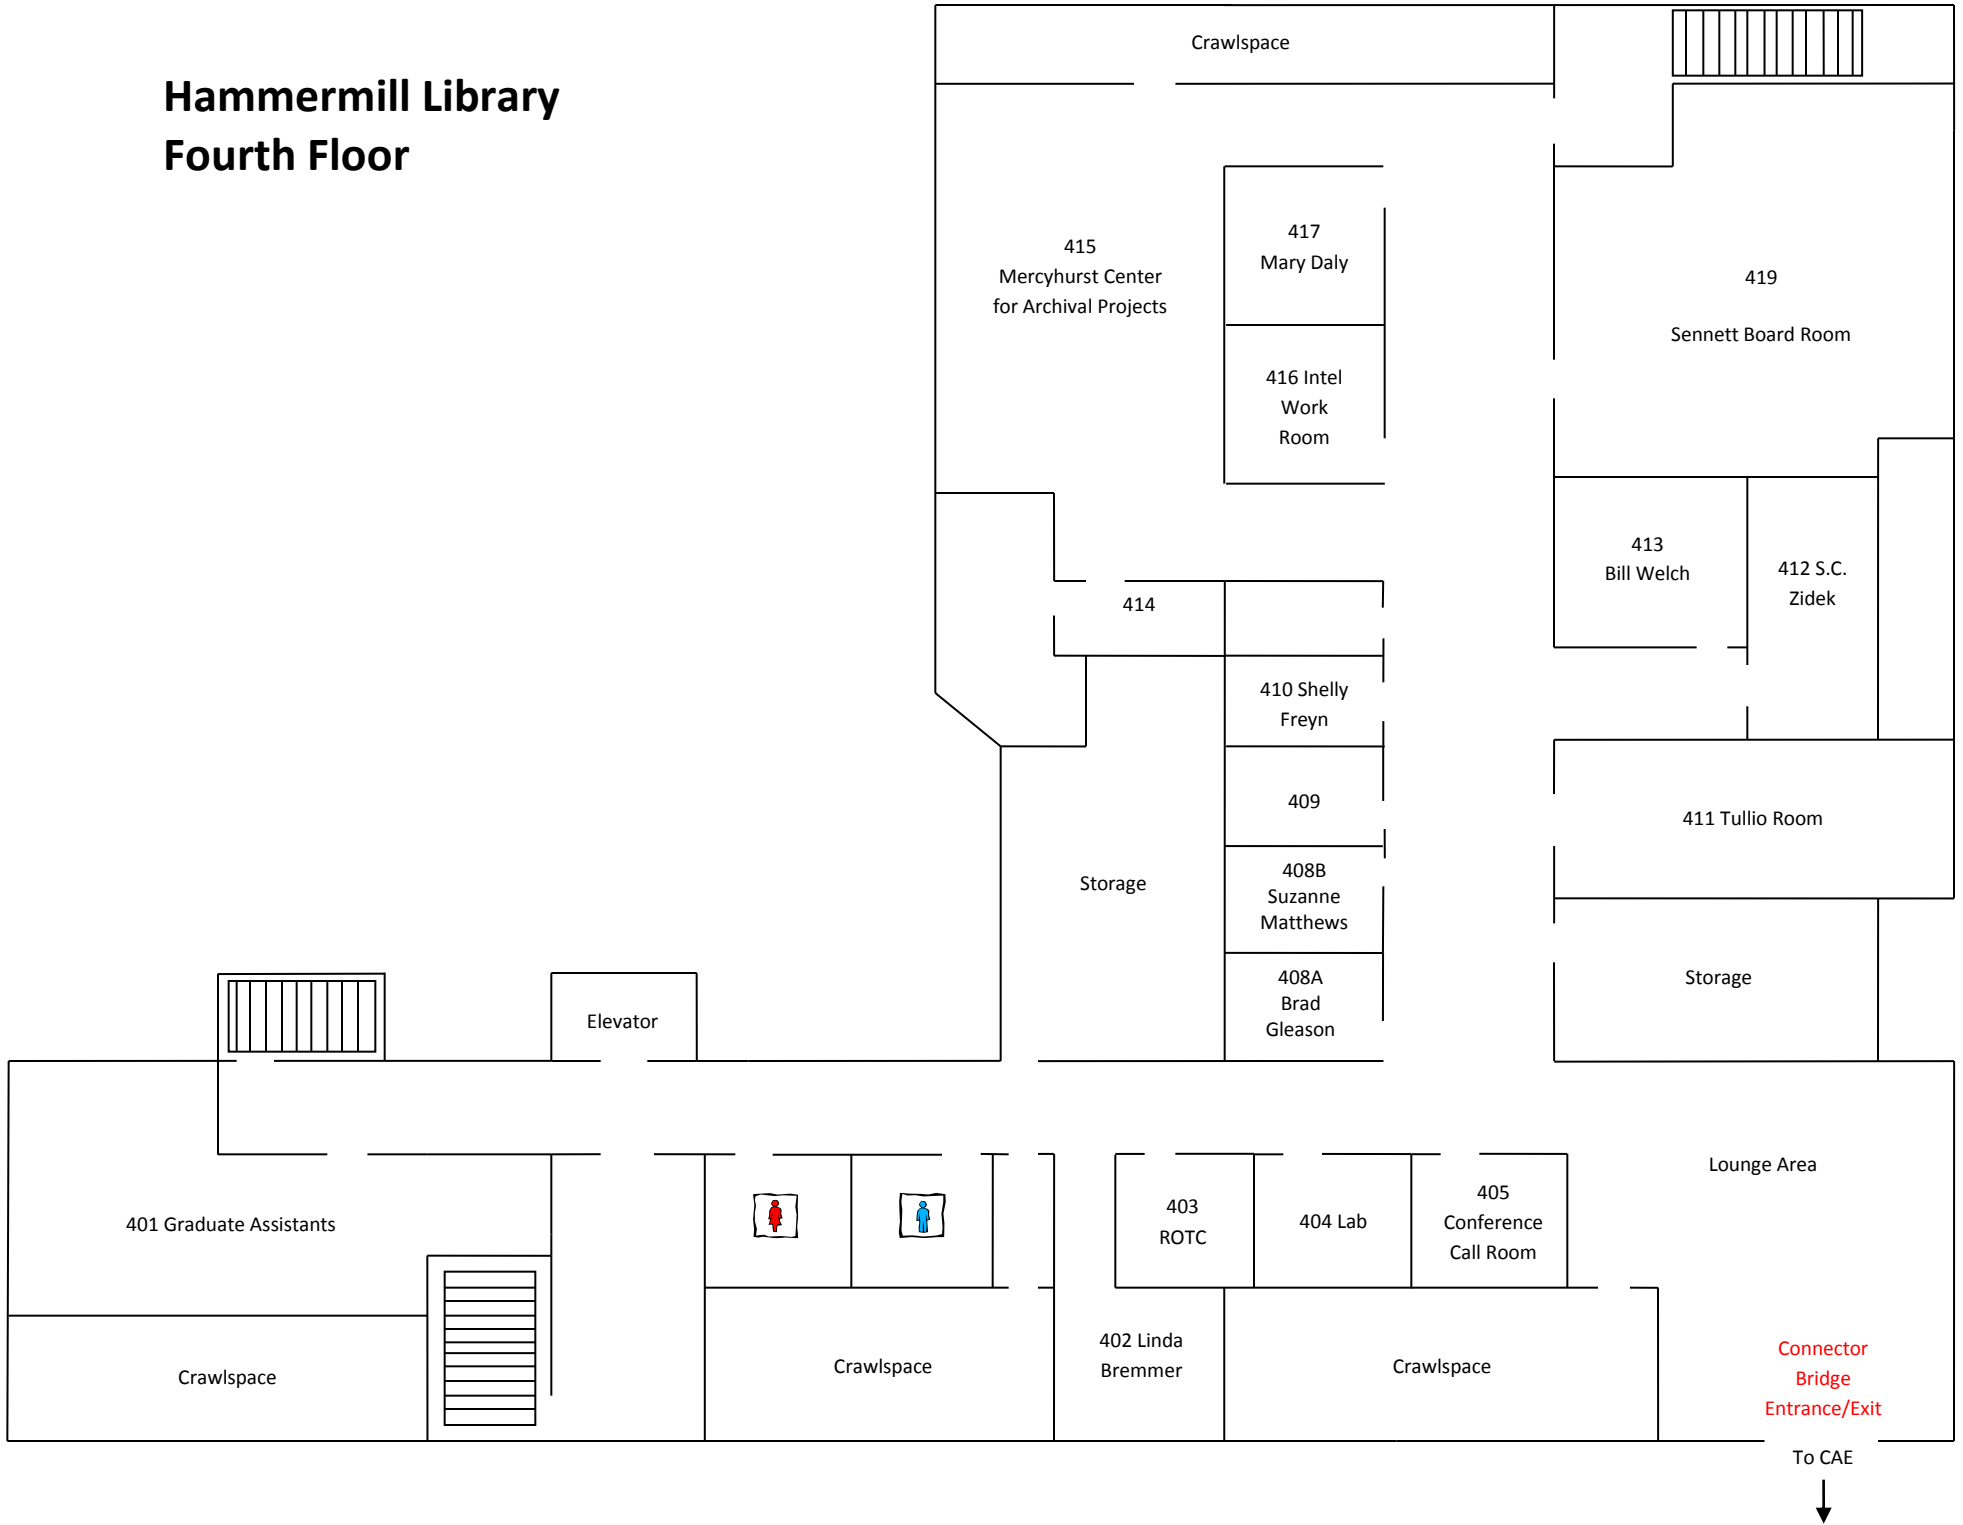 Hammermill Library
Fourth Floor
Crawlspace
417
Mary Daly
415
Mercyhurst Center
for Archival Projects
419
Sennett Board Room
416 Intel
Work
Room
413
Bill Welch
412 S.C.
Zidek
414
410 Shelly
Freyn
409
411 Tullio Room
408B
Suzanne
Matthews
Storage
408A
Brad
Gleason
Storage
Elevator
Lounge Area
401 Graduate Assistants
403
ROTC
404 Lab
405
Conference
Call Room
402 Linda
Bremmer
Crawlspace
Crawlspace
Crawlspace
Connector
Bridge
Entrance/Exit
To CAE